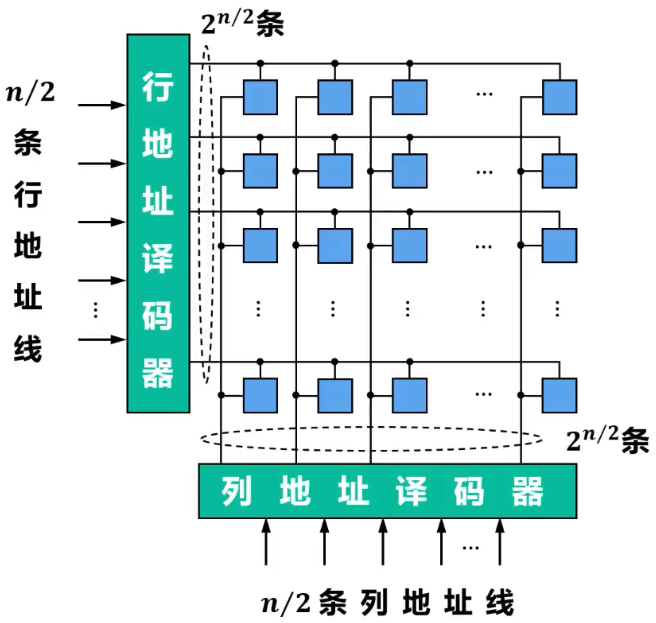 2^{n/2}条
n/2
条
行
地
址
线
⋮
行
地
址
译
码
器
...
...
...
⋮ ⋮ ⋮ ⋮
...
2^{n/2}条
列地址译码器
...
n/2条列地址线